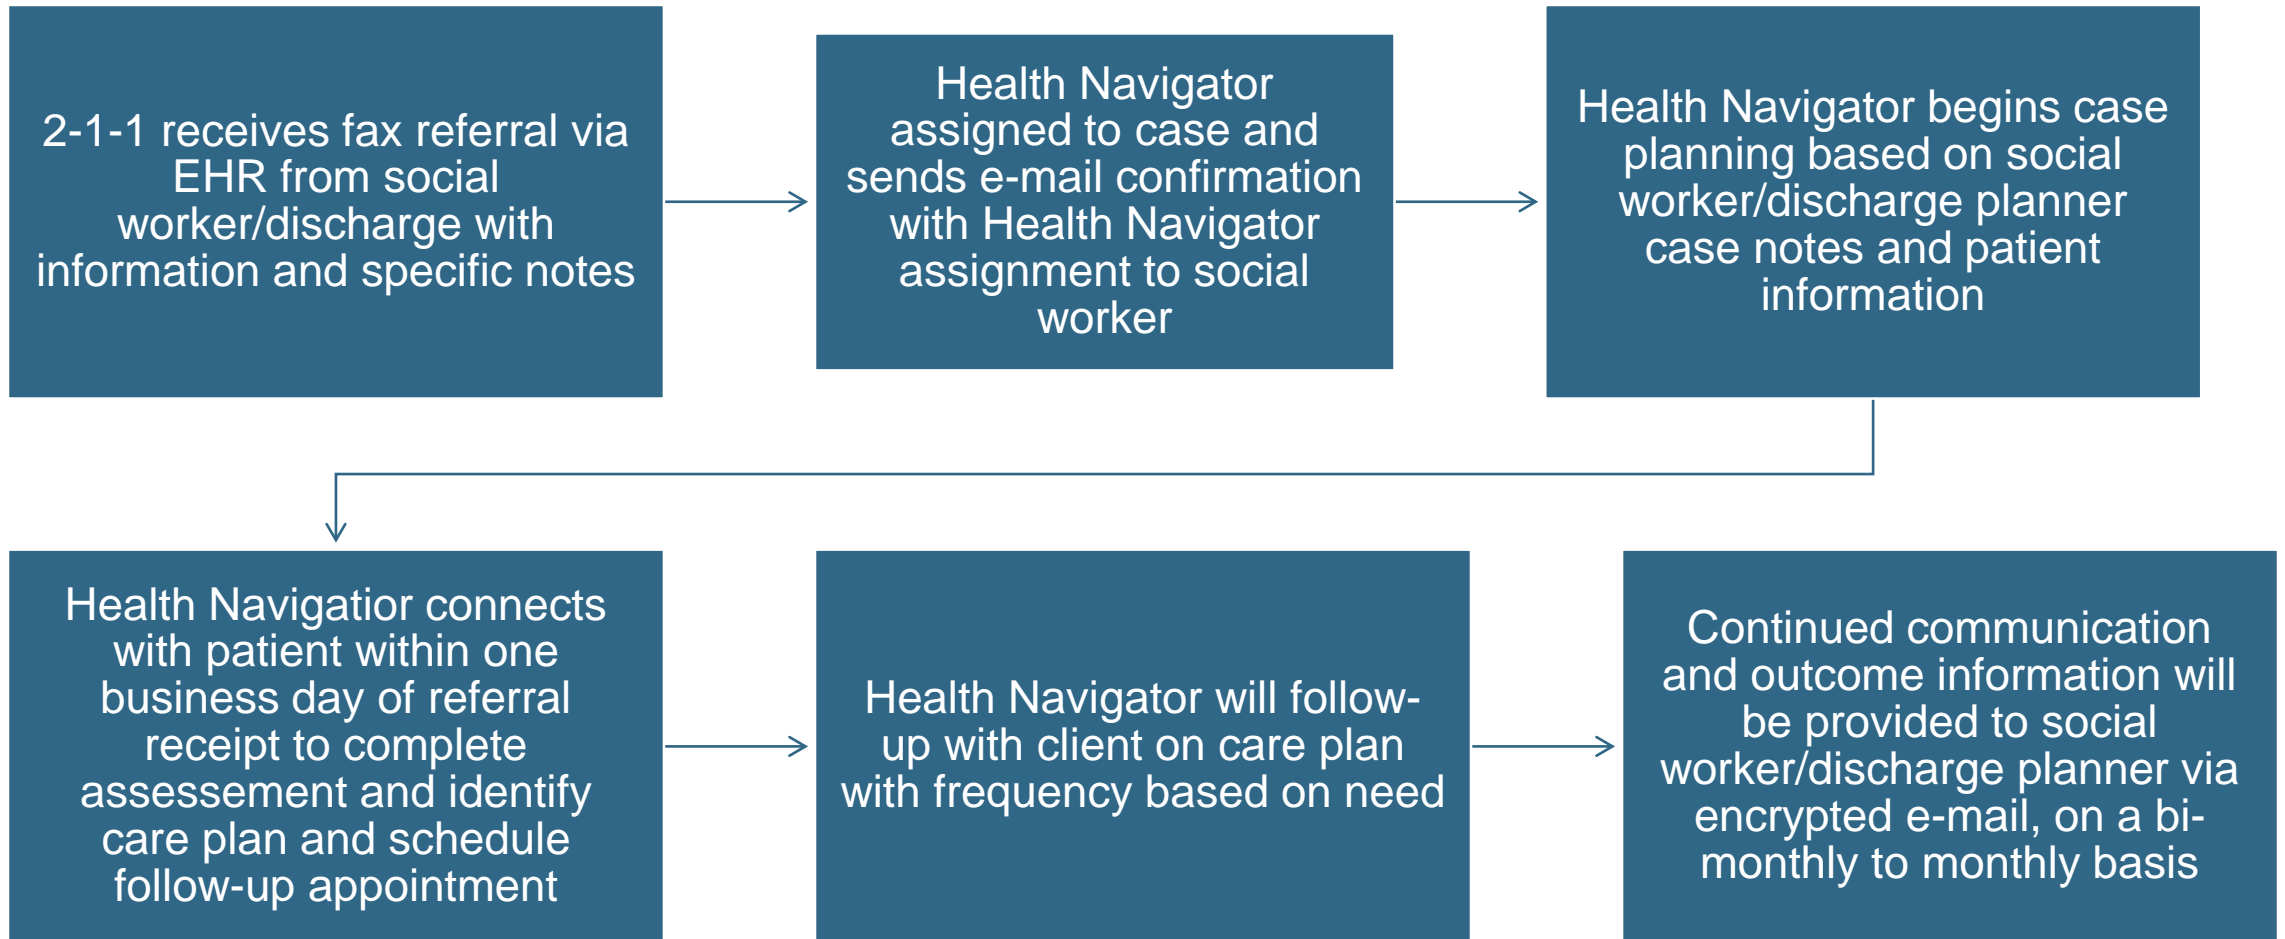 2-1-1 receives fax referral via
EHR from social
worker/discharge with
information and specific notes
Health Navigator
assigned to case and
sends e-mail confirmation
with Health Navigator
assignment to social
worker
Health Navigator begins case
planning based on social
worker/discharge planner
case notes and patient
information
Health Navigatior connects
with patient within one
business day of referral
receipt to complete
assessement and identify
care plan and schedule
follow-up appointment
Health Navigator will follow-
up with client on care plan
with frequency based on need
Continued communication
and outcome information will
be provided to social
worker/discharge planner via
encrypted e-mail, on a bi-
monthly to monthly basis